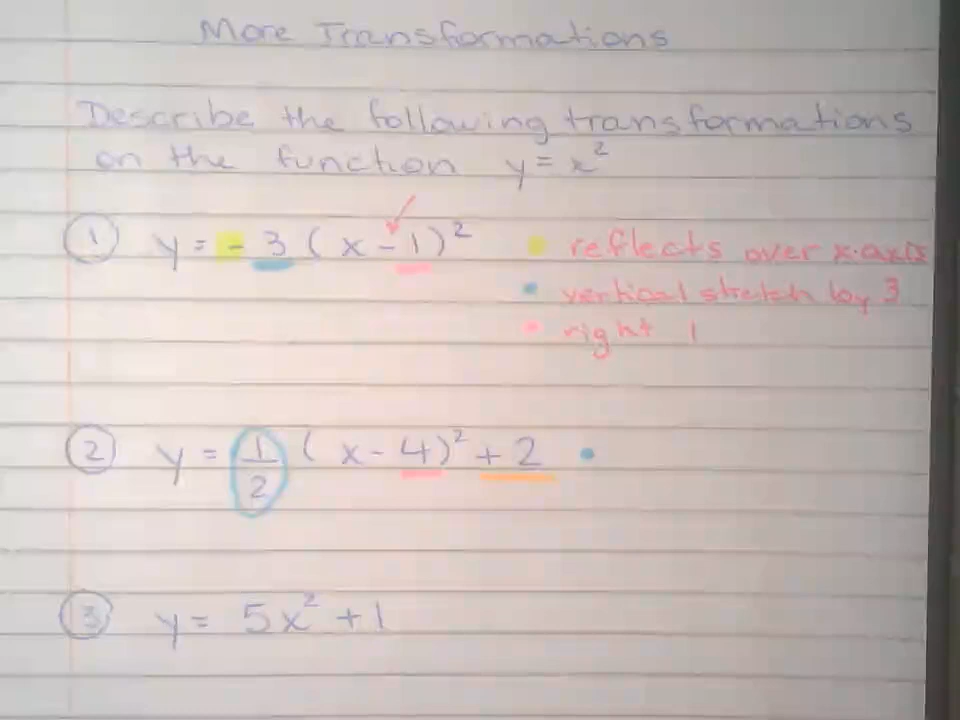 More Transformations
Describe the following transformations
on the function y = x²
① y = - 3 ( x - 1 )² • reflects over x-axis
• vertical stretch by 3
• right 1
② y = 1/2 ( x - 4 )² + 2 •
③ y = 5x² + 1